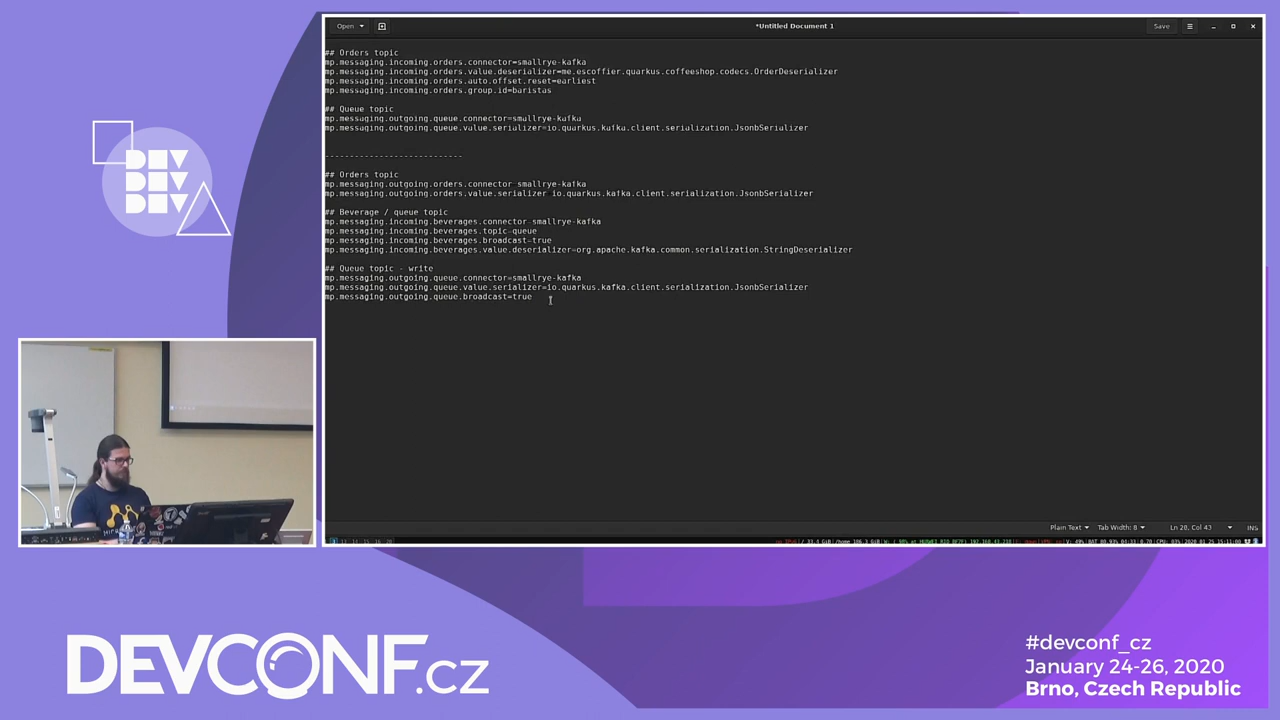 Open
*Untitled Document 1
Save
## Orders topic
mp.messaging.incoming.orders.connector=smallrye-kafka
mp.messaging.incoming.orders.value.deserializer=me.escoffier.quarkus.coffeeshop.codecs.OrderDeserializer
mp.messaging.incoming.orders.auto.offset.reset=earliest
mp.messaging.incoming.orders.group.id=baristas
## Queue topic
mp.messaging.outgoing.queue.connector=smallrye-kafka
mp.messaging.outgoing.queue.value.serializer=io.quarkus.kafka.client.serialization.JsonbSerializer
----------------------------
## Orders topic
mp.messaging.outgoing.orders.connector=smallrye-kafka
mp.messaging.outgoing.orders.value.serializer=io.quarkus.kafka.client.serialization.JsonbSerializer
## Beverage / queue topic
mp.messaging.incoming.beverages.connector=smallrye-kafka
mp.messaging.incoming.beverages.topic=queue
mp.messaging.incoming.beverages.broadcast=true
mp.messaging.incoming.beverages.value.deserializer=org.apache.kafka.common.serialization.StringDeserializer
## Queue topic - write
mp.messaging.outgoing.queue.connector=smallrye-kafka
mp.messaging.outgoing.queue.value.serializer=io.quarkus.kafka.client.serialization.JsonbSerializer
mp.messaging.outgoing.queue.broadcast=true
Plain Text
Tab Width: 8
Ln 28, Col 43
INS
DEV
DEV
DEV
DEVCONF.cz
#devconf_cz
January 24-26, 2020
Brno, Czech Republic